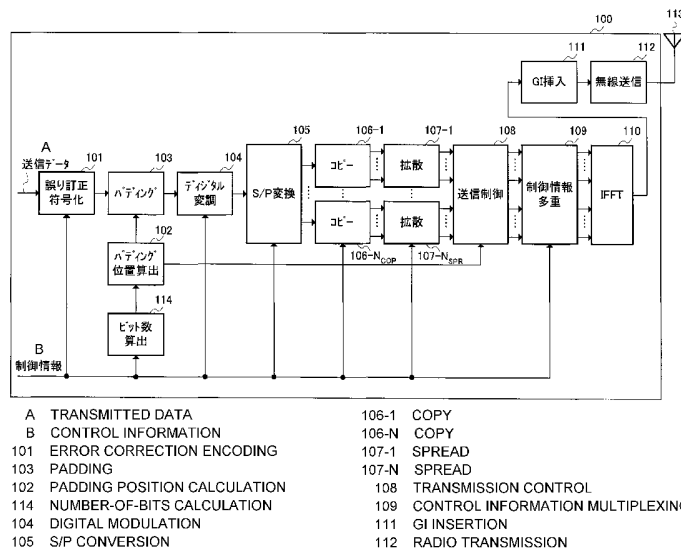 100
113
111
112
GI挿入
無線送信
A
送信データ
101
103
104
105
106-1
107-1
108
109
110
誤り訂正
符号化
パディング
ディジタル
変調
S/P変換
コピー
拡散
送信制御
制御情報
多重
IFFT
コピー
拡散
102
パディング
位置算出
106-NCOP
107-NSPR
114
ビット数
算出
B
制御情報
A TRANSMITTED DATA
B CONTROL INFORMATION
101 ERROR CORRECTION ENCODING
103 PADDING
102 PADDING POSITION CALCULATION
114 NUMBER-OF-BITS CALCULATION
104 DIGITAL MODULATION
105 S/P CONVERSION
106-1 COPY
106-N COPY
107-1 SPREAD
107-N SPREAD
108 TRANSMISSION CONTROL
109 CONTROL INFORMATION MULTIPLEXING
111 GI INSERTION
112 RADIO TRANSMISSION